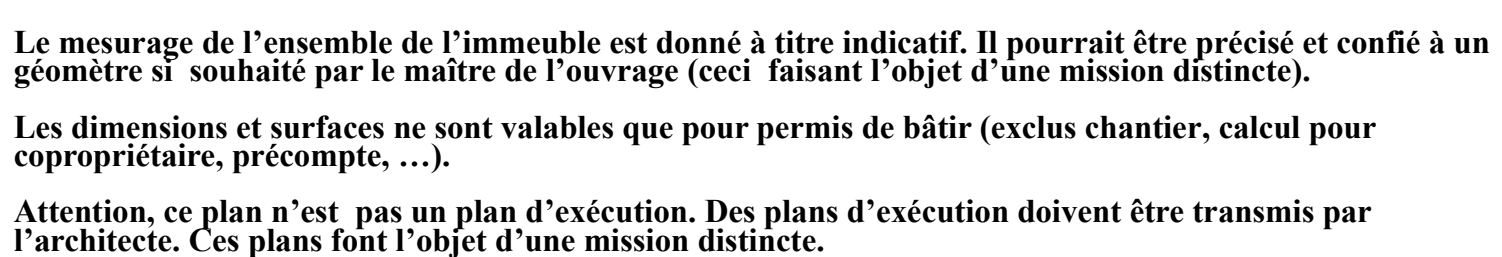 Le mesurage de l’ensemble de l’immeuble est donné à titre indicatif. Il pourrait être précisé et confié à un
géomètre si  souhaité par le maître de l’ouvrage (ceci  faisant l’objet d’une mission distincte).
Les dimensions et surfaces ne sont valables que pour permis de bâtir (exclus chantier, calcul pour
copropriétaire, précompte, …).
Attention, ce plan n’est  pas un plan d’exécution. Des plans d’exécution doivent être transmis par
l’architecte. Ces plans font l’objet d’une mission distincte.